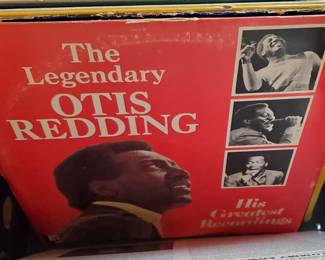 The
Legendary
OTIS
REDDING
His
Greatest
Recordings